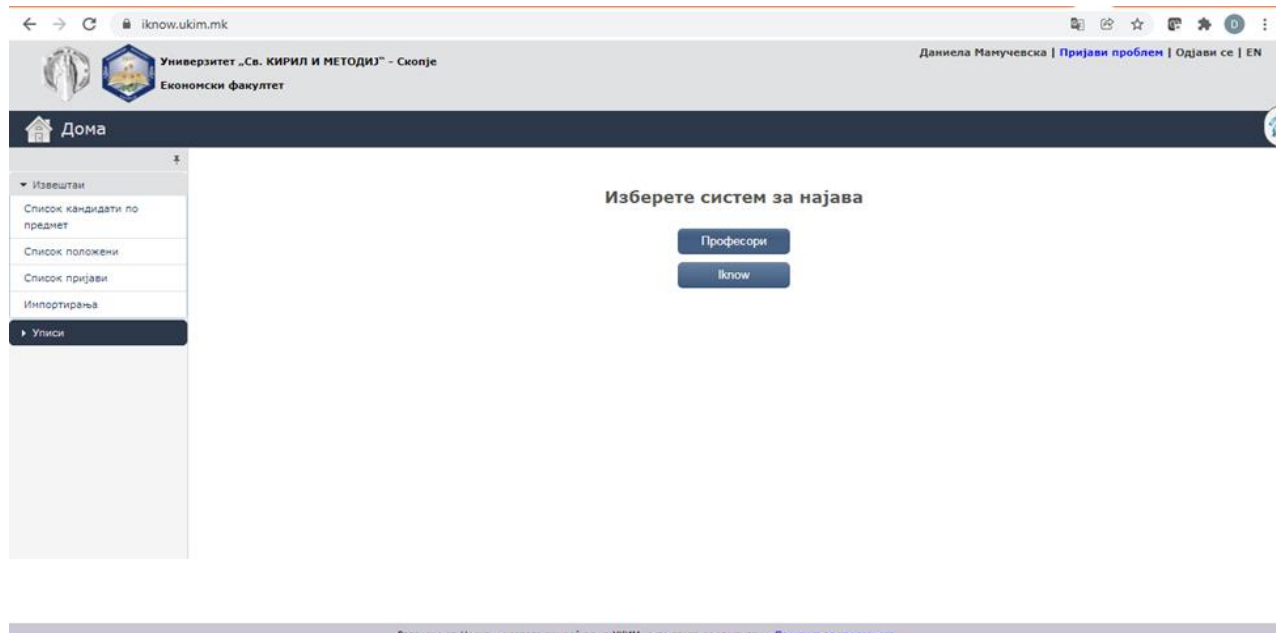 iknow.ukim.mk
D
Универзитет „Св. КИРИЛ И МЕТОДИЈ" - Скопје
Економски факултет
Даниела Мамучевска | Пријави проблем | Одјави се | EN
Дома
Извештаи
Список кандидати по
предмет
Список положени
Список пријави
Импортирања
Уписи
Изберете систем за најава
Професори
Iknow